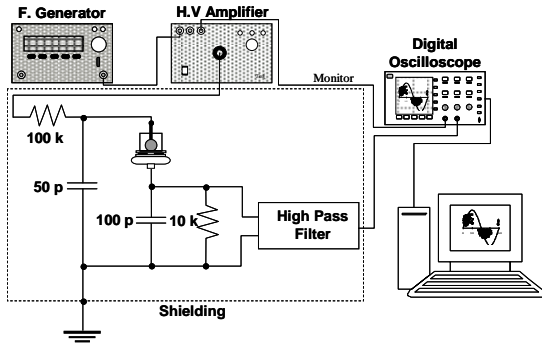 F. Generator
H.V Amplifier
Digital
Oscilloscope
Monitor
100 k
50 p
100 p
10 k
High Pass
Filter
Shielding